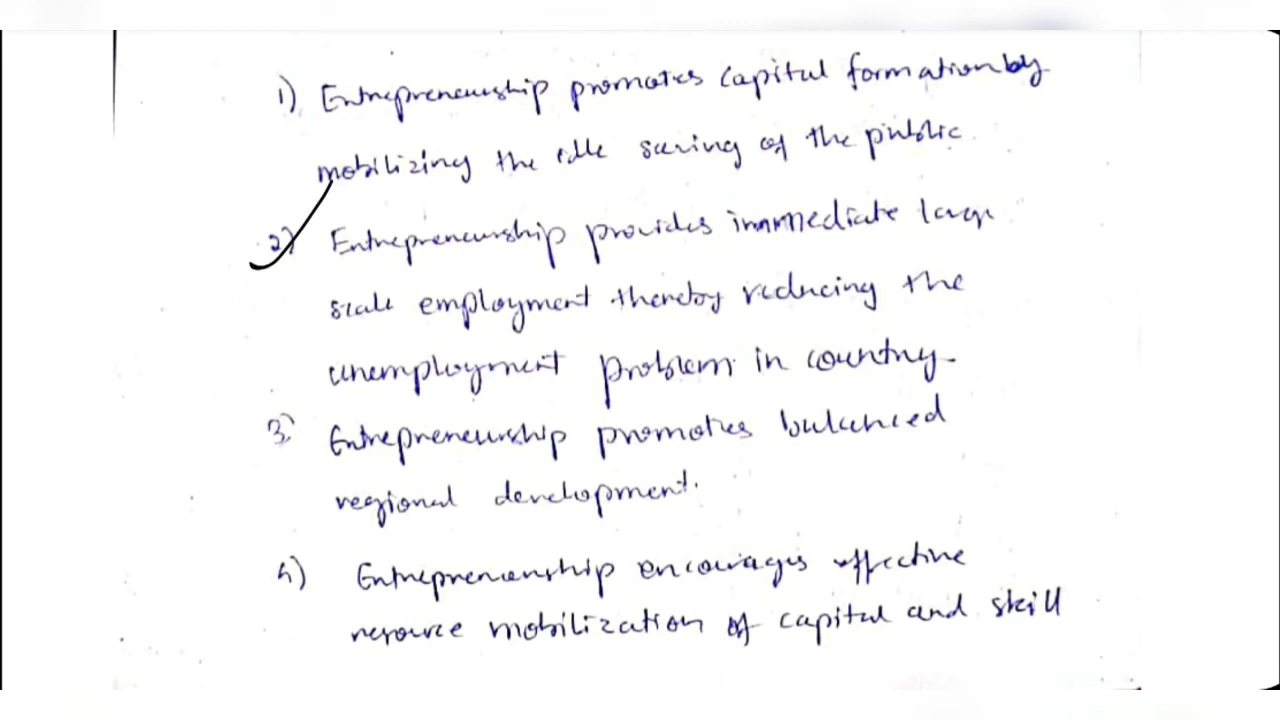 1) Entrepreneurship promotes capital formation by
mobilizing the idle saving of the public
2) Entrepreneurship provides immediate large
scale employment thereby reducing the
unemployment problem in country.
3) Entrepreneurship promotes balanced
regional development.
4) Entrepreneurship encourages effective
resource mobilization of capital and skill